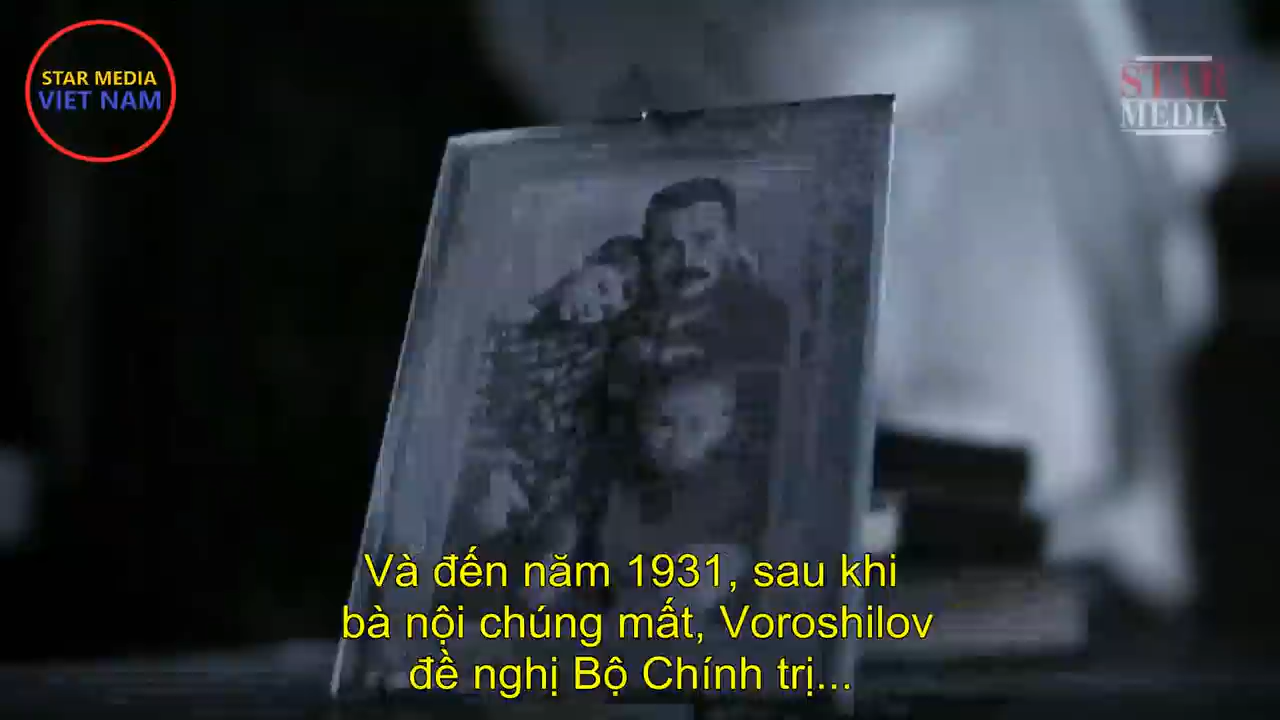 STAR MEDIA
VIET NAM
STAR
MEDIA
Và đến năm 1931, sau khi
bà nội chúng mất, Voroshilov
đề nghị Bộ Chính trị...